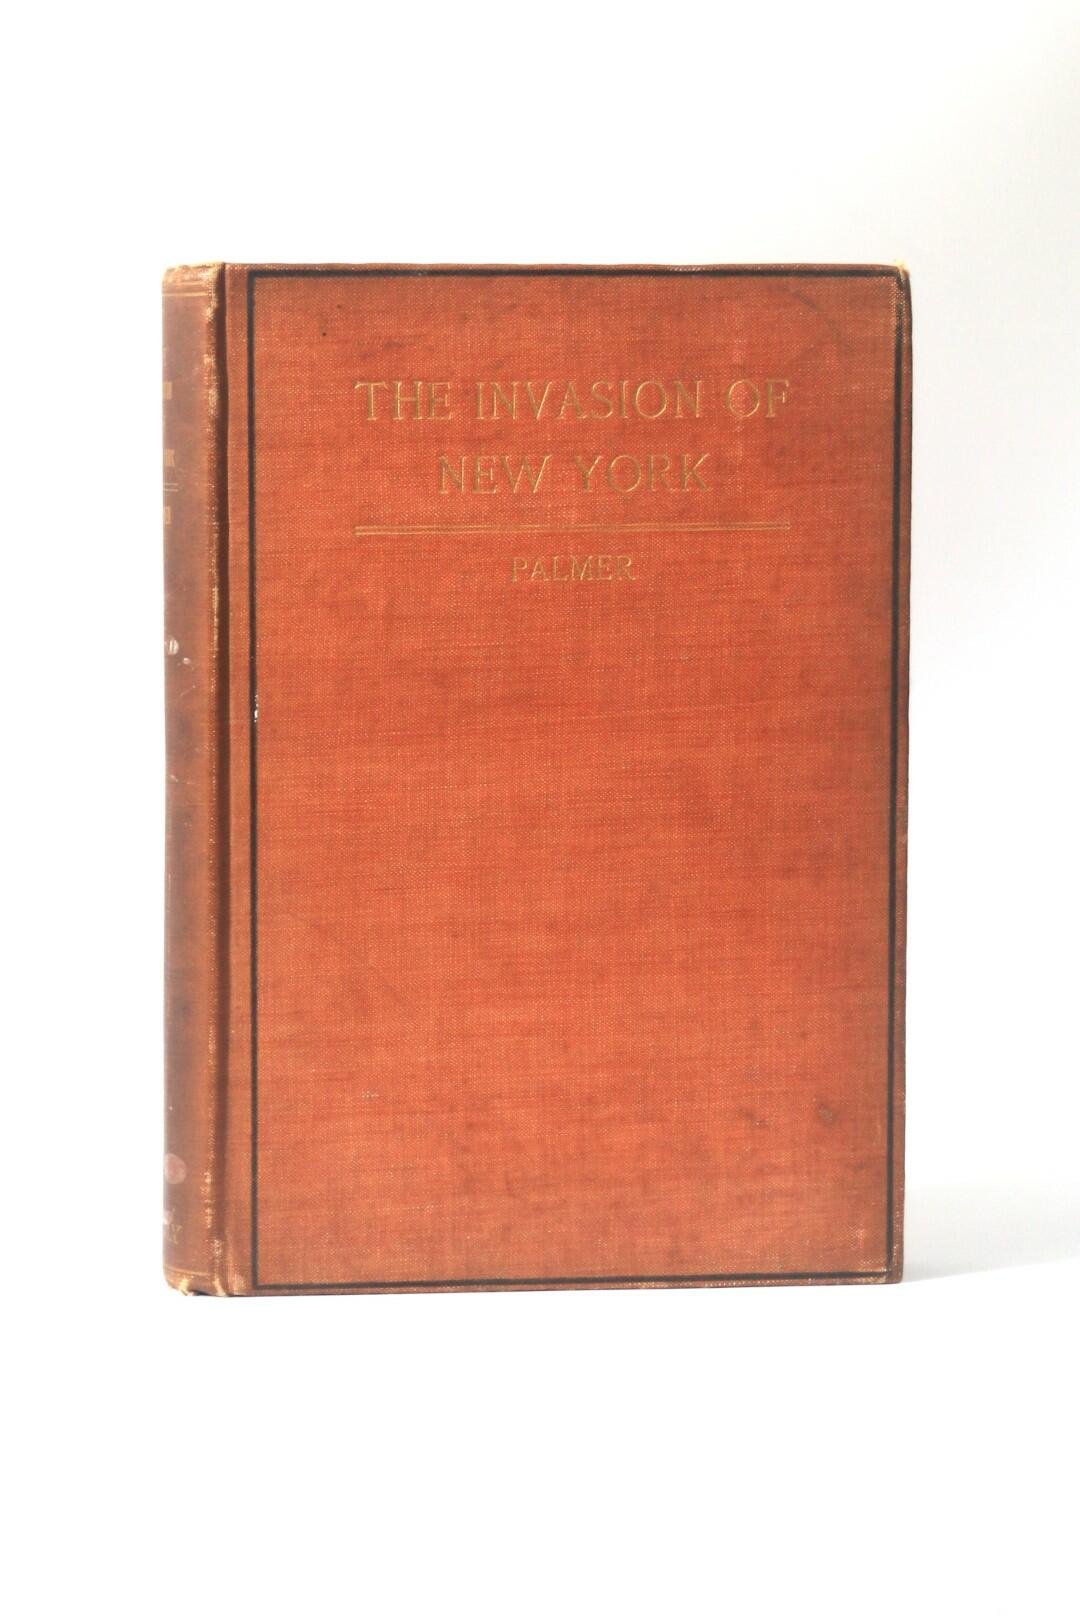 THE INVASION OF
NEW YORK
PALMER